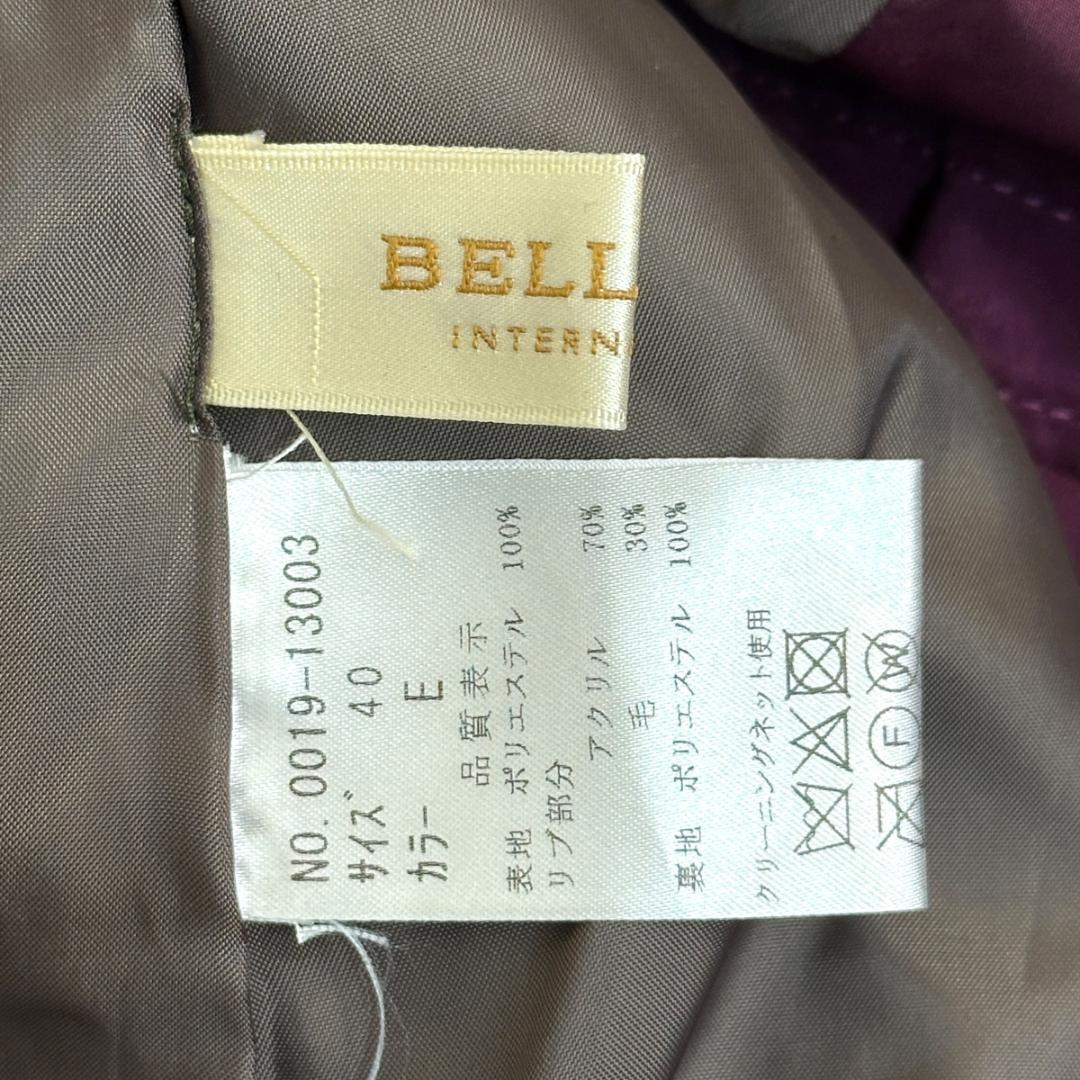 BELL
INTERN
NO. 0019-13003
サイズ 40
カラー E
品質表示
表地 ポリエステル 100%
リブ部分
アクリル 70%
毛 30%
裏地 ポリエステル 100%
クリーニングネット使用
W
F